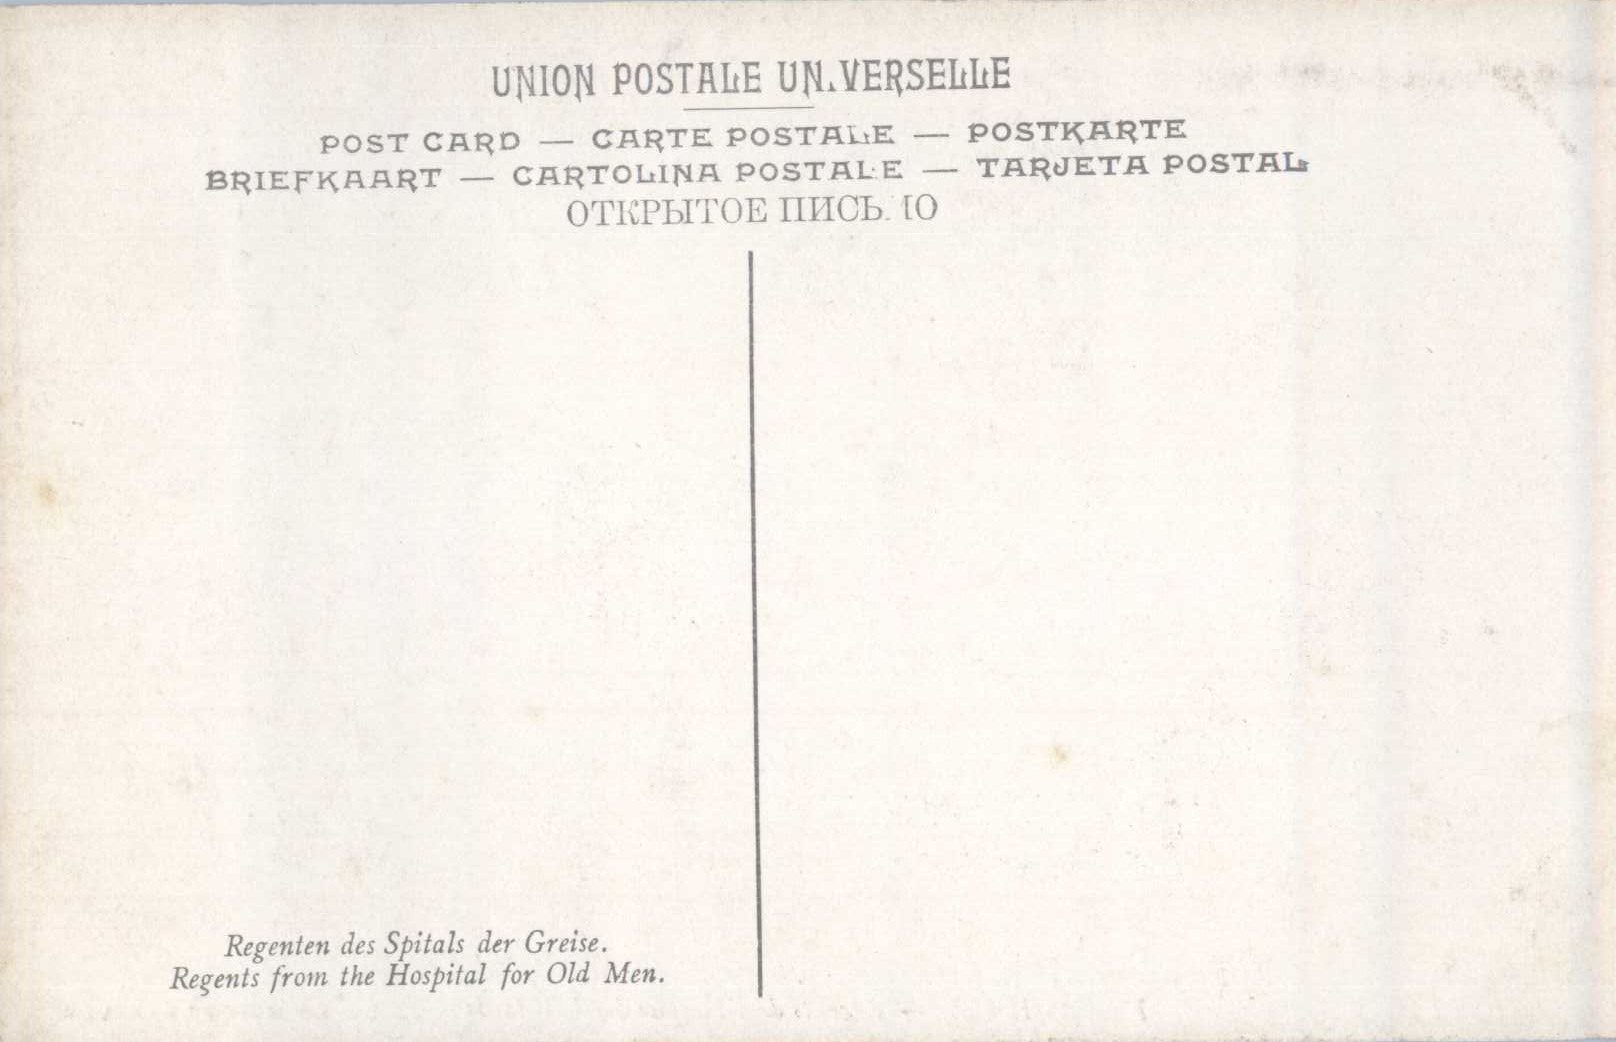 UNION POSTALE UN.VERSELLE
POST CARD — CARTE POSTALE — POSTKARTE
BRIEFKAART — CARTOLINA POSTALE — TARJETA POSTAL
ОТКРЫТОЕ
Regenten des Spitals der Greise.
Regents from the Hospital for Old Men.